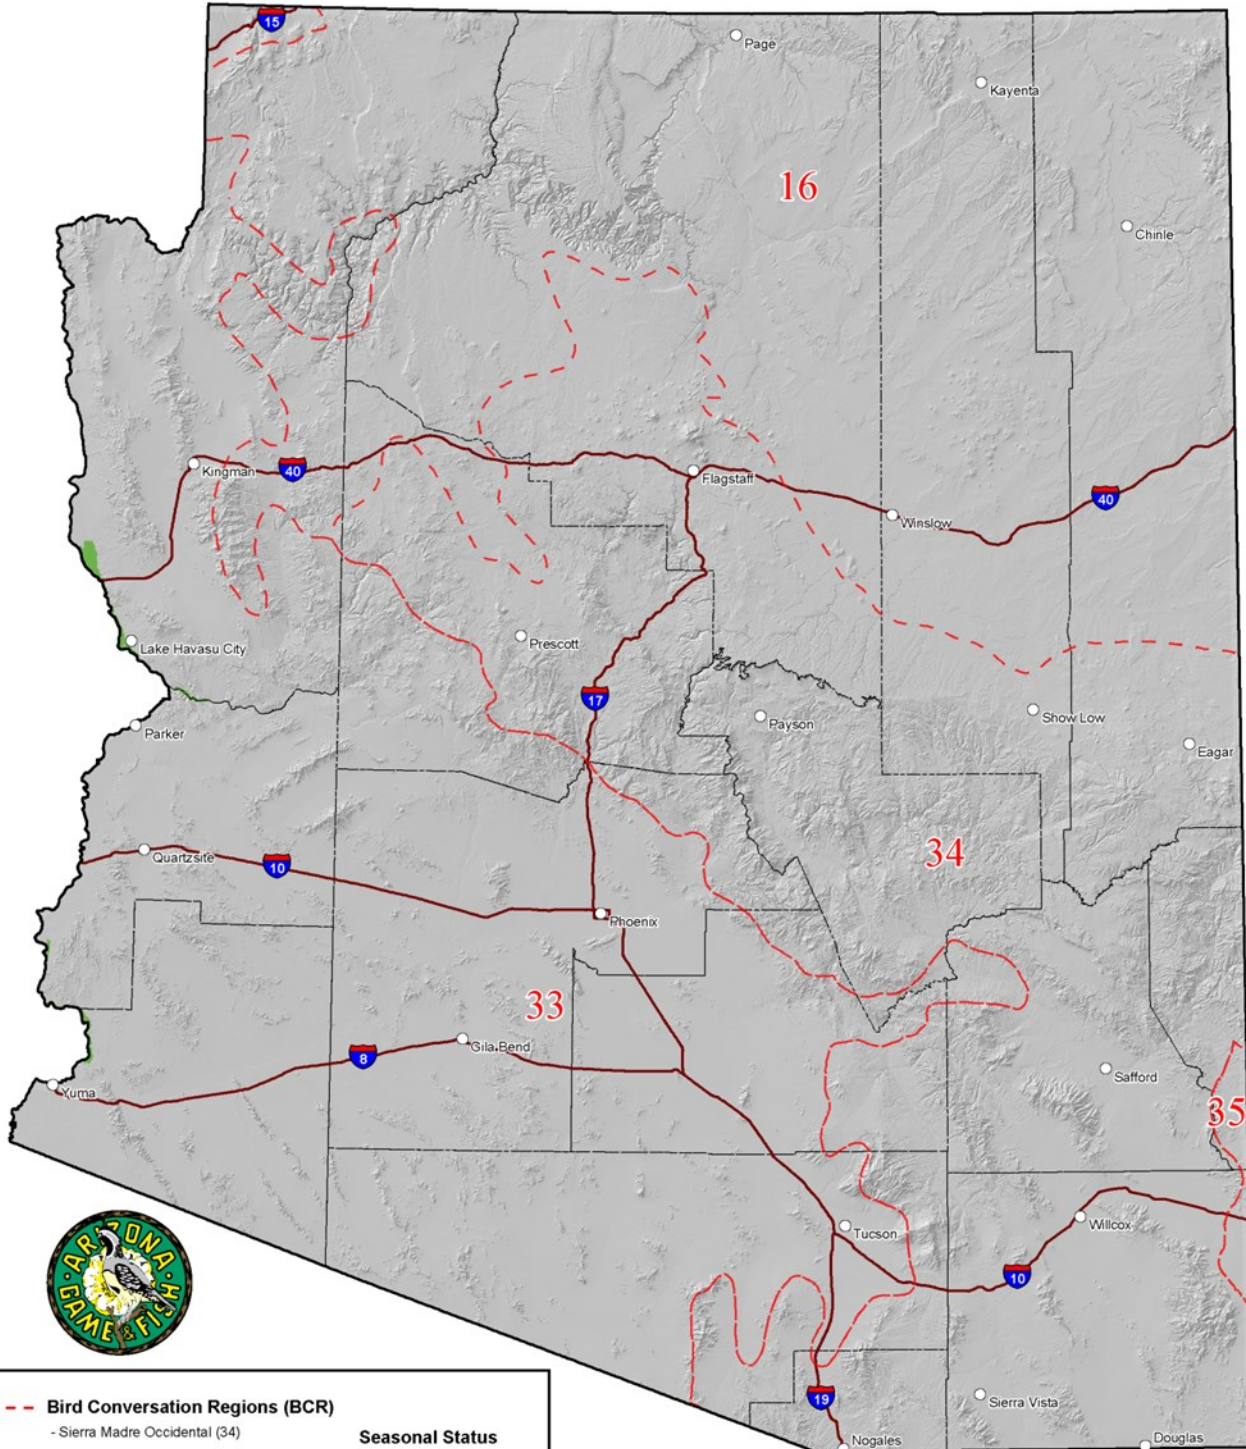 15
Page
Kayenta
16
Chinle
Kingman
40
Flagstaff
40
Winslow
Lake Havasu City
Prescott
17
Parker
Payson
Show Low
Eagar
Quartzsite
10
34
Phoenix
33
Gila Bend
8
Safford
Yuma
35
Willcox
Tucson
ARIZONA
GAME & FISH
10
19
Sierra Vista
Nogales
Douglas
Bird Conversation Regions (BCR)
- Sierra Madre Occidental (34)
Seasonal Status